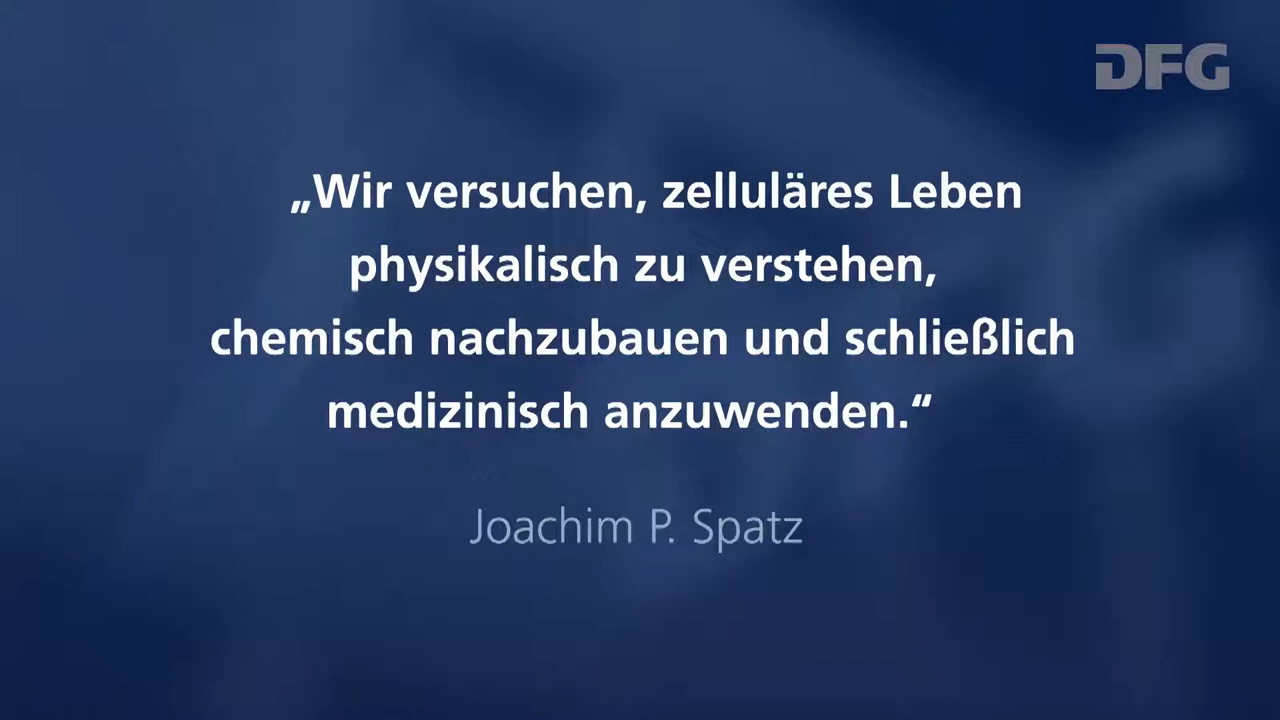 DFG
„Wir versuchen, zelluläres Leben
physikalisch zu verstehen,
chemisch nachzubauen und schließlich
medizinisch anzuwenden.“
Joachim P. Spatz